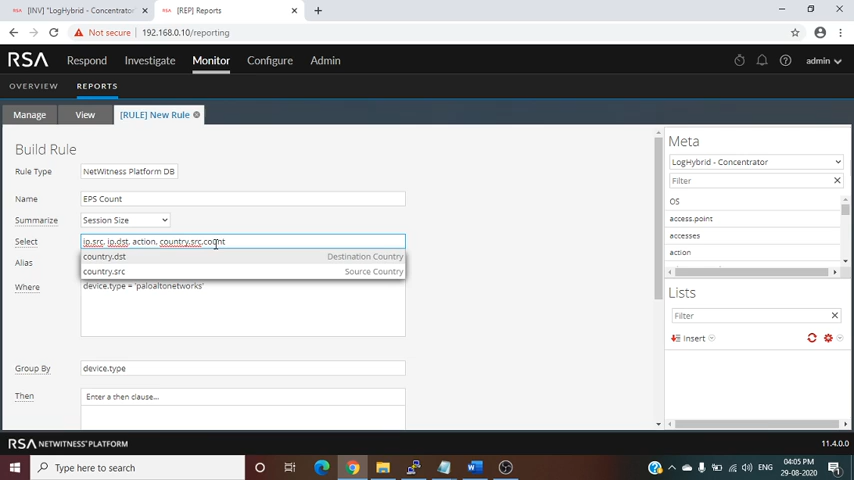 [INV] "LogHybrid - Concentrator"
[REP] Reports
Not secure
192.168.0.10/reporting
RSA Respond Investigate Monitor Configure Admin admin
OVERVIEW REPORTS
Manage View [RULE] New Rule
Build Rule
Rule Type NetWitness Platform DB
Name EPS Count
Summarize Session Size
Select ip.src, ip.dst, action, country.src,count
country.dst Destination Country
country.src Source Country
Alias
Where device.type = 'paloaltonetworks'
Group By device.type
Then Enter a then clause...
Meta
LogHybrid - Concentrator
Filter
OS
access.point
accesses
action
Lists
Filter
Insert
RSA NETWITNESS PLATFORM 11.4.0.0
Type here to search
ENG
04:05 PM
29-08-2020